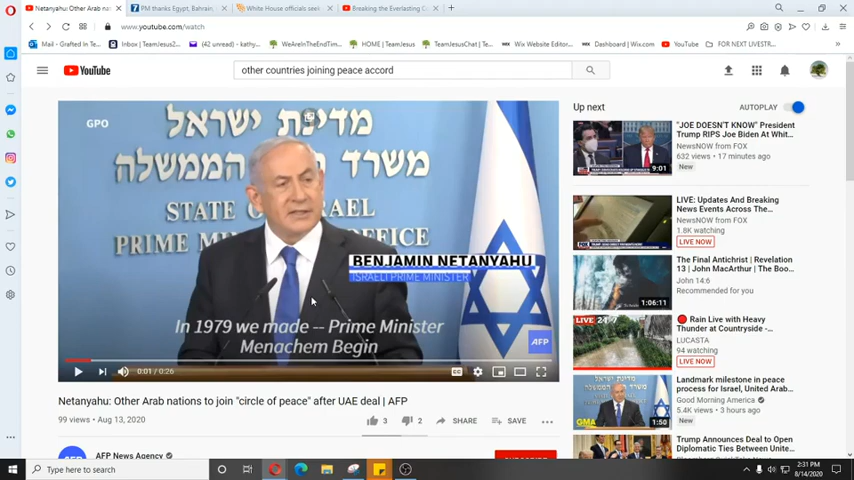 Netanyahu: Other Arab nat
PM thanks Egypt, Bahrain,
White House officials seek
Breaking the Everlasting C
www.youtube.com/watch
Mail - Grafted In Te...
Inbox | TeamJesus2...
(42 unread) - kathy...
WeAreInTheEndTim...
HOME | TeamJesus
TeamJesusChat | Te...
Wix Website Editor...
Dashboard | Wix.com
YouTube
FOR NEXT LIVESTR...
YouTube
other countries joining peace accord
GPO
מדינת ישראל
משרד ראש הממשלה
STATE OF ISRAEL
PRIME MIN
BENJAMIN NETANYAHU
ISRAELI PRIME MINISTER
In 1979 we made -- Prime Minister
Menachem Begin
AFP
0:01 / 0:26
Netanyahu: Other Arab nations to join "circle of peace" after UAE deal | AFP
99 views • Aug 13, 2020
3
2
SHARE
SAVE
AFP News Agency
Up next
AUTOPLAY
"JOE DOESN'T KNOW" President
Trump RIPS Joe Biden At Whit...
NewsNOW from FOX
632 views • 17 minutes ago
New
9:01
LIVE: Updates And Breaking
News Events Across The...
NewsNOW from FOX
1.8K watching
LIVE NOW
The Final Antichrist | Revelation
13 | John MacArthur | The Boo...
John 14:6
Recommended for you
1:06:11
LIVE 24/7
Rain Live with Heavy
Thunder at Countryside -...
LUCASTA
94 watching
LIVE NOW
Landmark milestone in peace
process for Israel, United Arab...
Good Morning America
5.4K views • 3 hours ago
New
GMA
1:50
Trump Announces Deal to Open
Diplomatic Ties Between United...
Type here to search
2:31 PM
8/14/2020